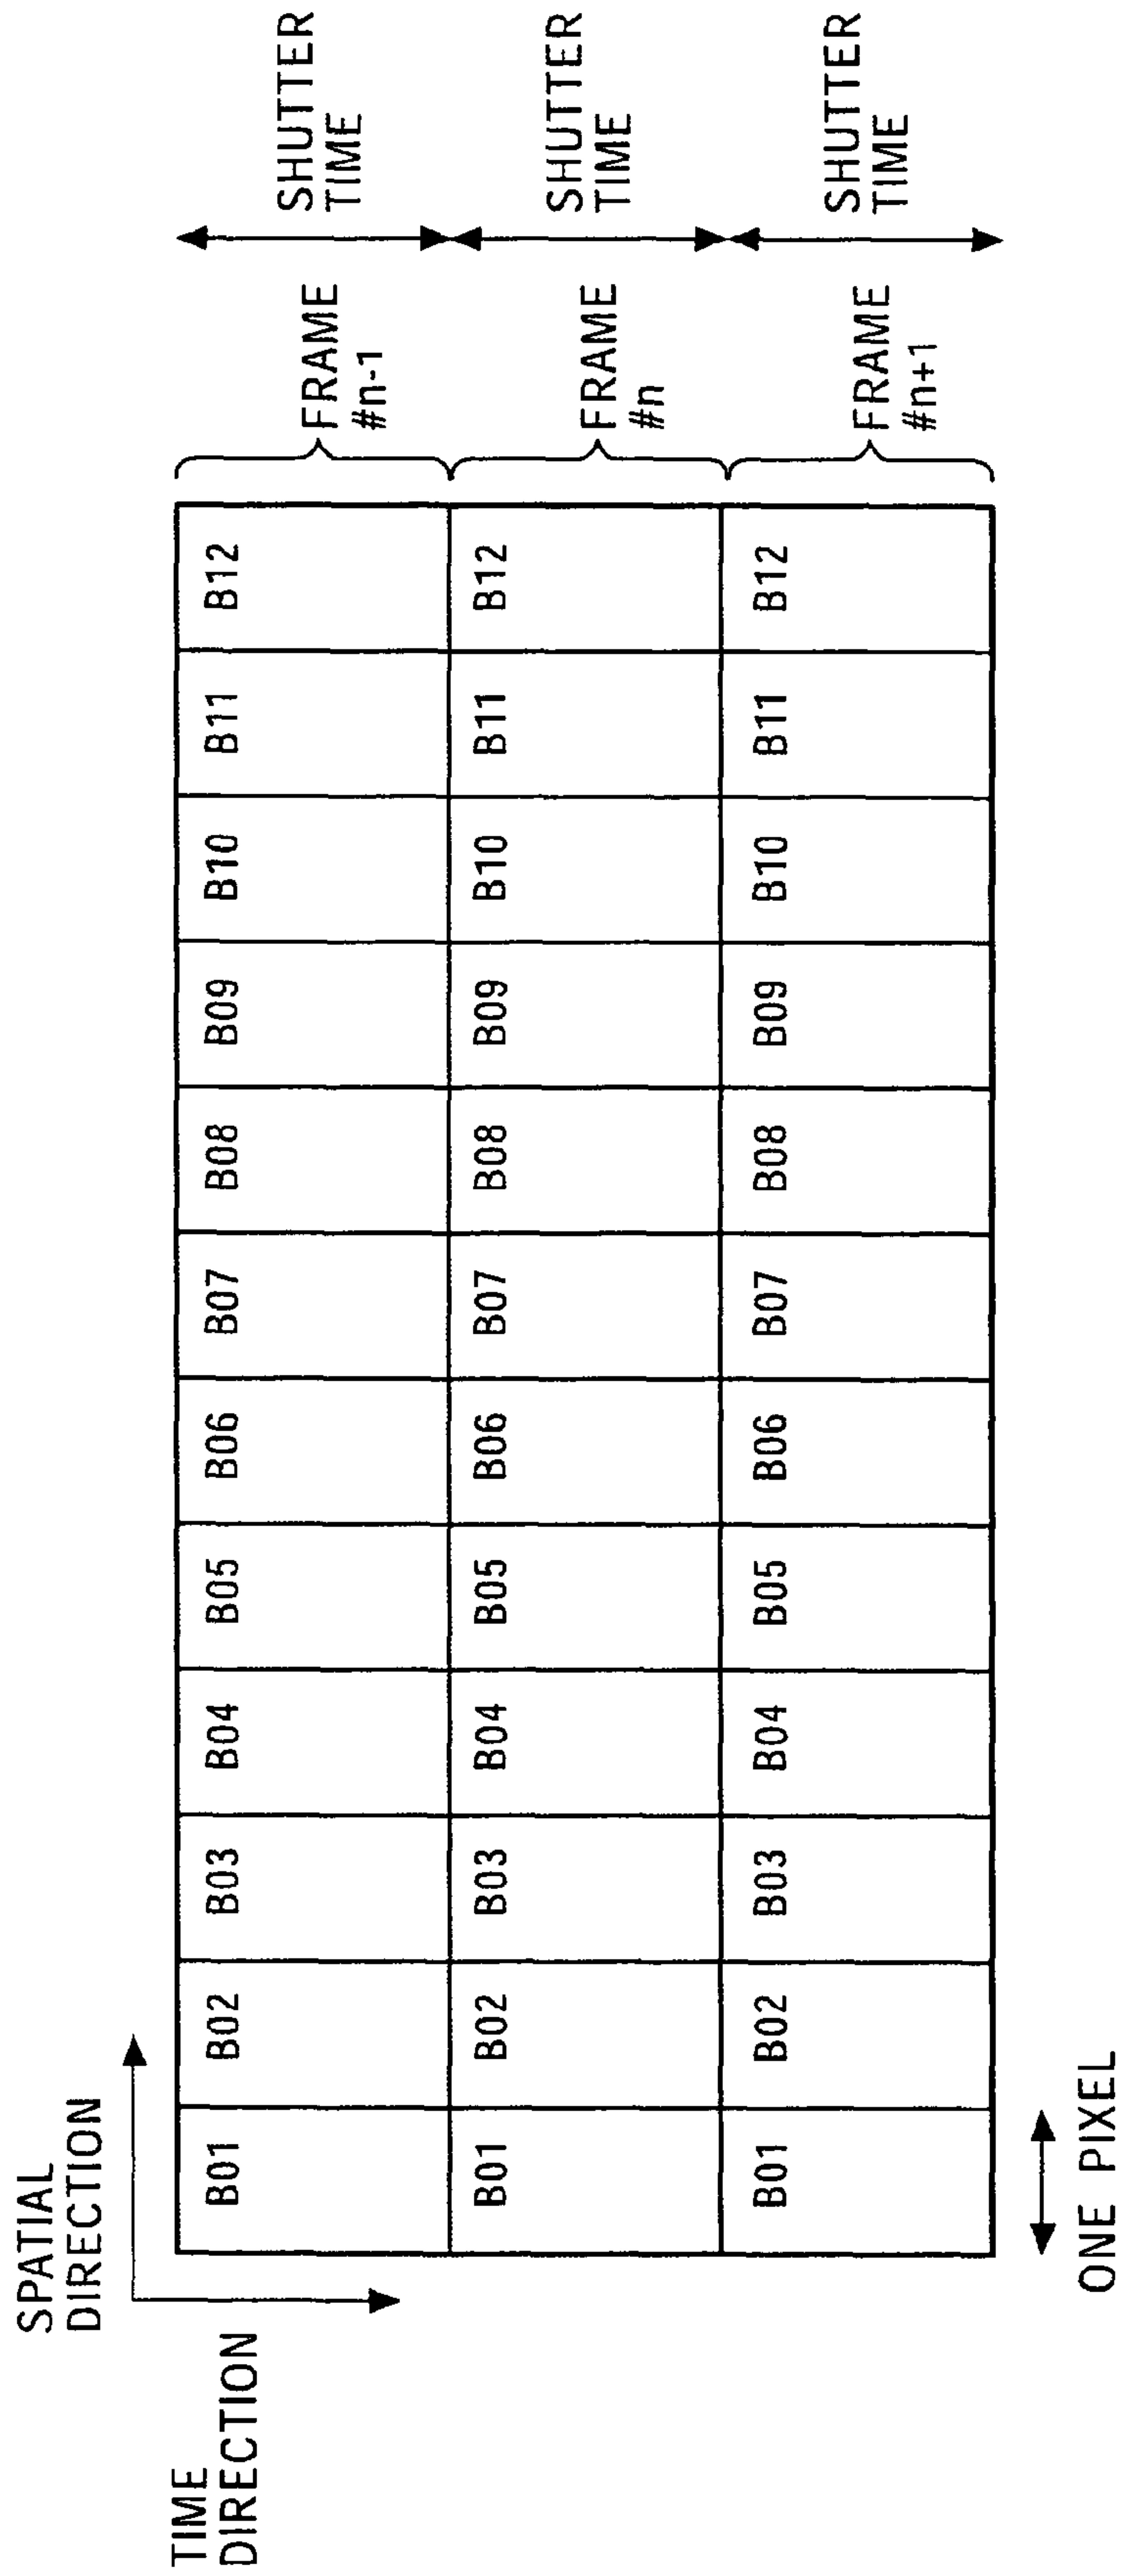 SPATIAL
DIRECTION
TIME
DIRECTION
B01 B02 B03 B04 B05 B06 B07 B08 B09 B10 B11 B12
FRAME
#n-1
SHUTTER
TIME
B01 B02 B03 B04 B05 B06 B07 B08 B09 B10 B11 B12
FRAME
#n
SHUTTER
TIME
B01 B02 B03 B04 B05 B06 B07 B08 B09 B10 B11 B12
FRAME
#n+1
SHUTTER
TIME
ONE PIXEL